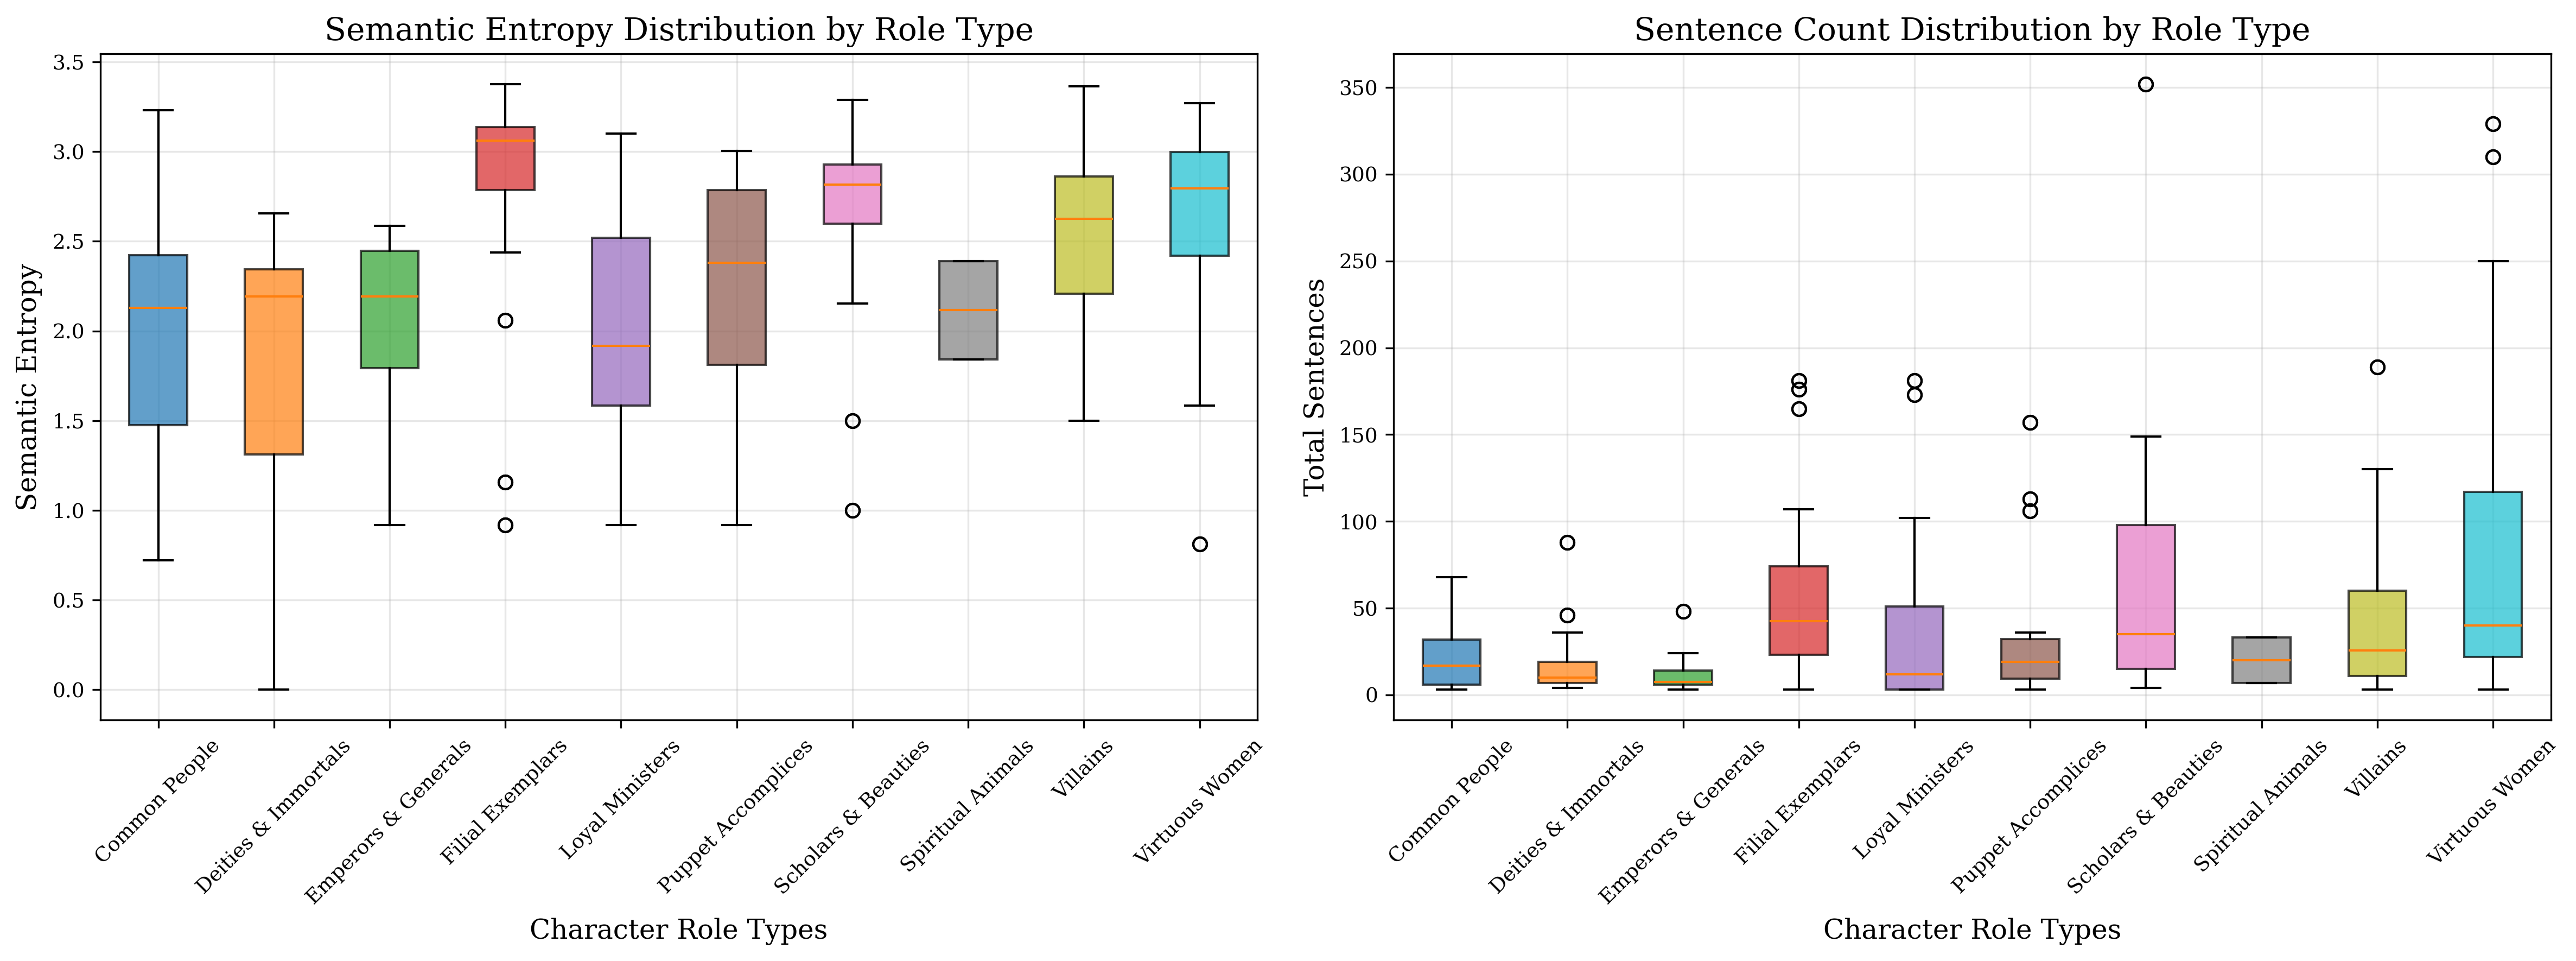 Semantic Entropy Distribution by Role Type
Semantic Entropy
3.5
3.0
2.5
2.0
1.5
1.0
0.5
0.0
Common People
Deities & Immortals
Emperors & Generals
Filial Exemplars
Loyal Ministers
Puppet Accomplices
Scholars & Beauties
Spiritual Animals
Villains
Virtuous Women
Character Role Types
Sentence Count Distribution by Role Type
Total Sentences
350
300
250
200
150
100
50
0
Common People
Deities & Immortals
Emperors & Generals
Filial Exemplars
Loyal Ministers
Puppet Accomplices
Scholars & Beauties
Spiritual Animals
Villains
Virtuous Women
Character Role Types